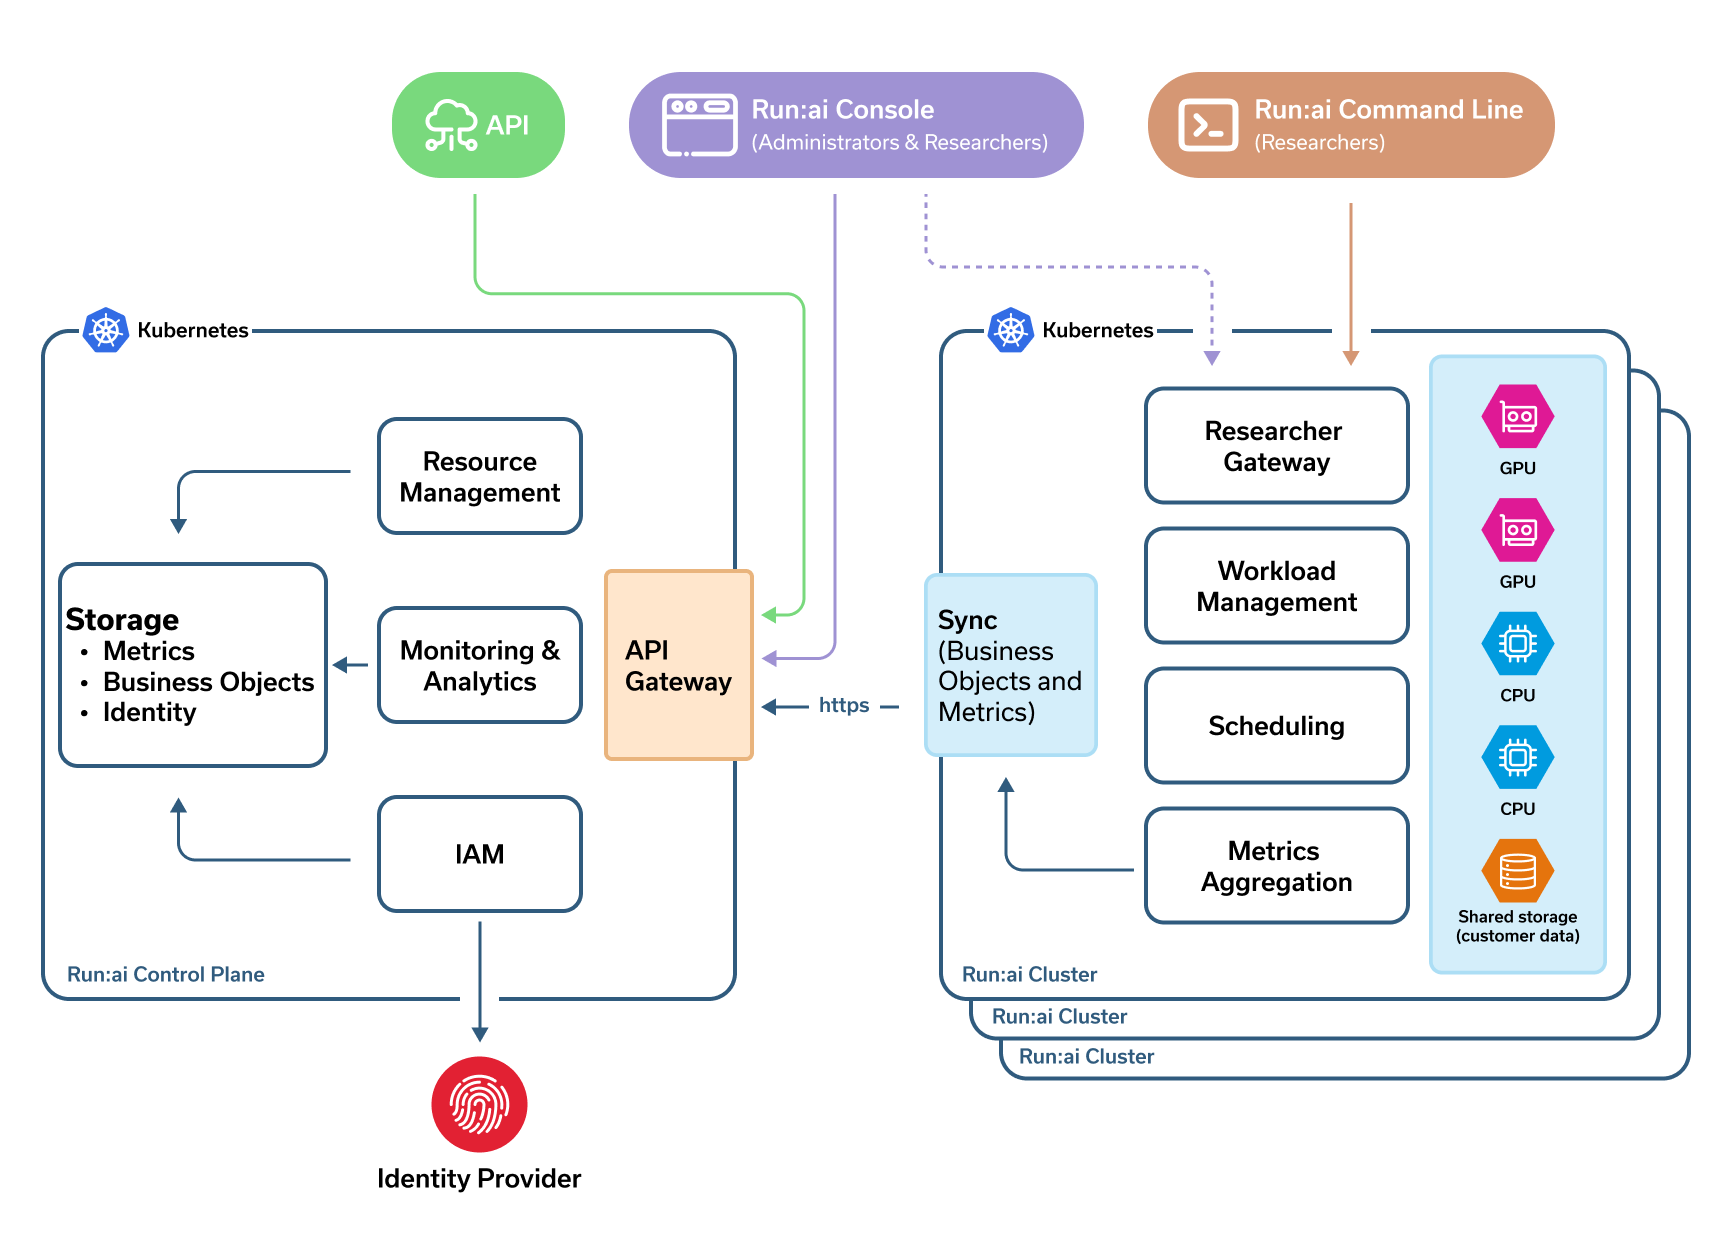 API
Run:ai Console
(Administrators & Researchers)
Run:ai Command Line
(Researchers)
Kubernetes
Resource
Management
Storage
• Metrics
• Business Objects
• Identity
Monitoring &
Analytics
API
Gateway
IAM
Run:ai Control Plane
Identity Provider
https
Kubernetes
Sync
(Business
Objects and
Metrics)
Researcher
Gateway
Workload
Management
Scheduling
Metrics
Aggregation
GPU
GPU
CPU
CPU
Shared storage
(customer data)
Run:ai Cluster
Run:ai Cluster
Run:ai Cluster